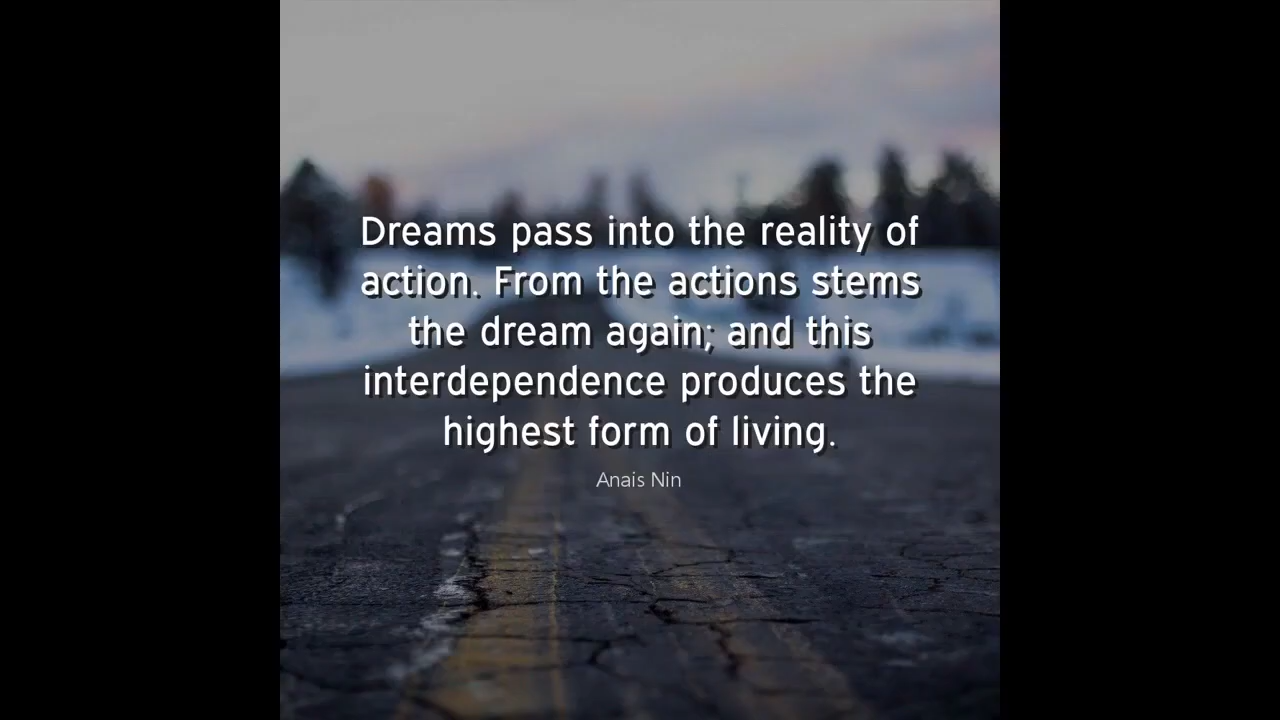 Dreams pass into the reality of
action. From the actions stems
the dream again; and this
interdependence produces the
highest form of living.
Anais Nin